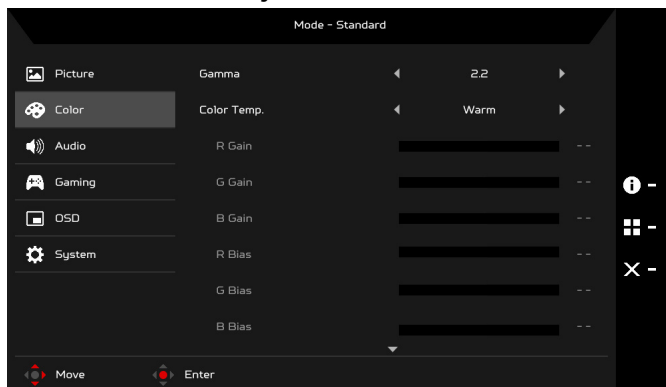 Mode - Standard
Picture
Gamma 2.2
Color
Color Temp. Warm
Audio
R Gain --
Gaming
G Gain --
OSD
B Gain --
System
R Bias --
G Bias --
B Bias --
Move Enter